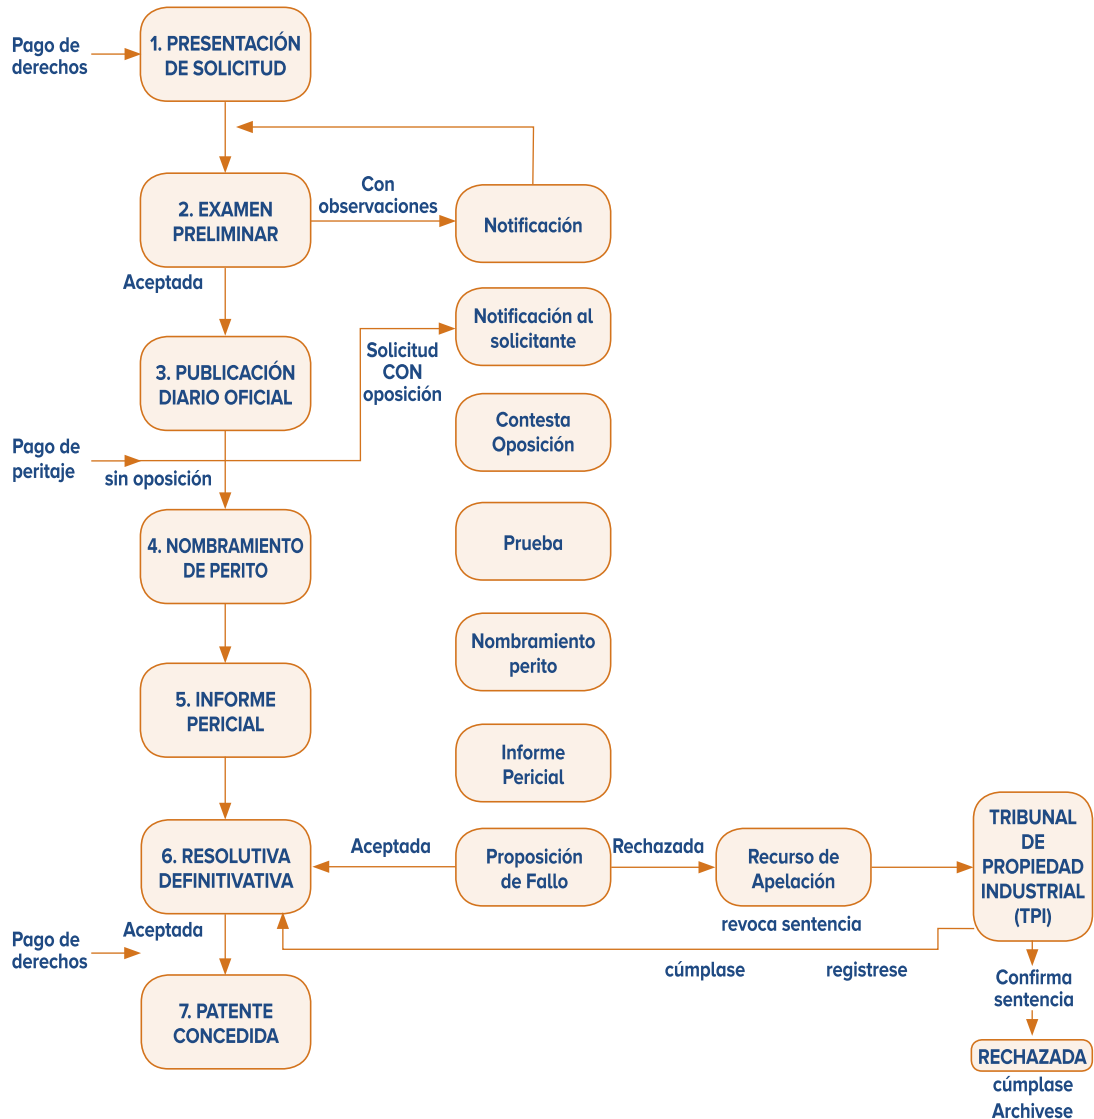 Pago de
derechos
1. PRESENTACIÓN
DE SOLICITUD
2. EXAMEN
PRELIMINAR
Con
observaciones
Notificación
Aceptada
3. PUBLICACIÓN
DIARIO OFICIAL
Solicitud
CON
oposición
Notificación al
solicitante
Contesta
Oposición
Pago de
peritaje
sin oposición
4. NOMBRAMIENTO
DE PERITO
Prueba
Nombramiento
perito
5. INFORME
PERICIAL
Informe
Pericial
6. RESOLUTIVA
DEFINITIVATIVA
Aceptada
Proposición
de Fallo
Rechazada
Recurso de
Apelación
TRIBUNAL
DE
PROPIEDAD
INDUSTRIAL
(TPI)
revoca sentencia
cúmplase
registrese
Aceptada
Pago de
derechos
7. PATENTE
CONCEDIDA
Confirma
sentencia
RECHAZADA
cúmplase
Archivese